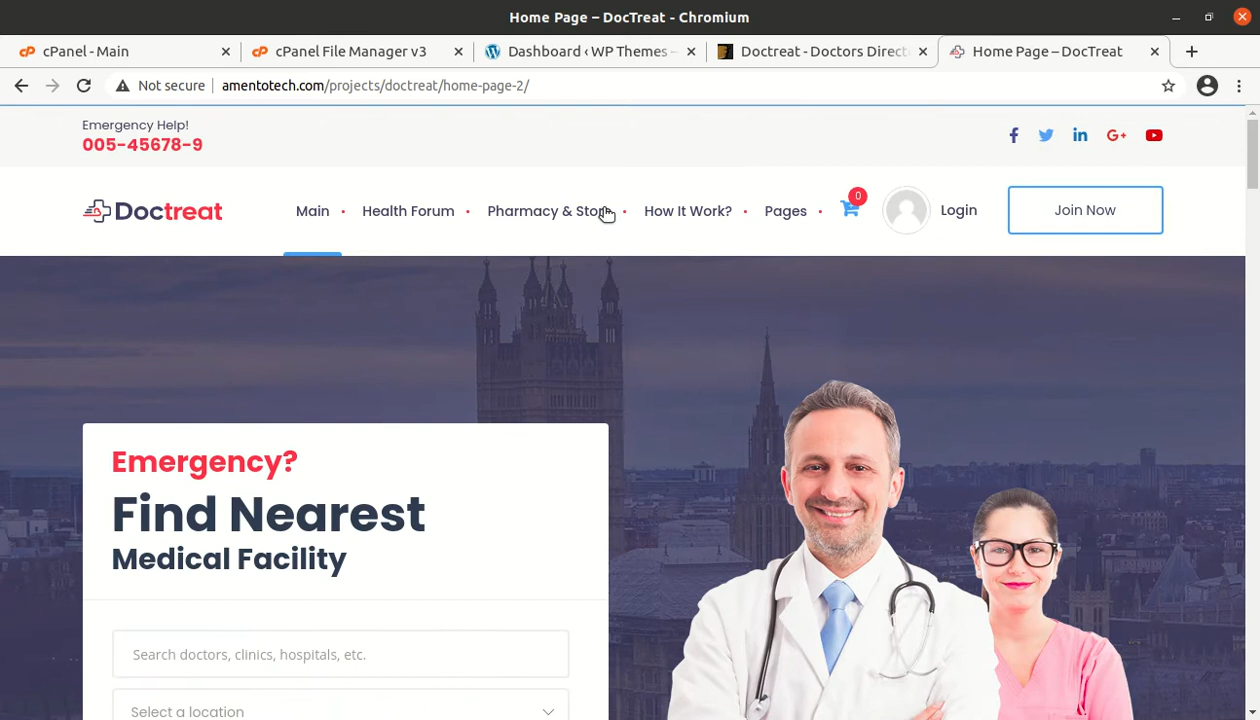 Home Page – DocTreat - Chromium
cPanel - Main
cPanel File Manager v3
Dashboard ‹ WP Themes –
Doctreat - Doctors Direct
Home Page – DocTreat
Not secure
amentotech.com/projects/doctreat/home-page-2/
Emergency Help!
005-45678-9
Doctreat
Main
Health Forum
Pharmacy & Store
How It Work?
Pages
0
Login
Join Now
Emergency?
Find Nearest
Medical Facility
Search doctors, clinics, hospitals, etc.
Select a location